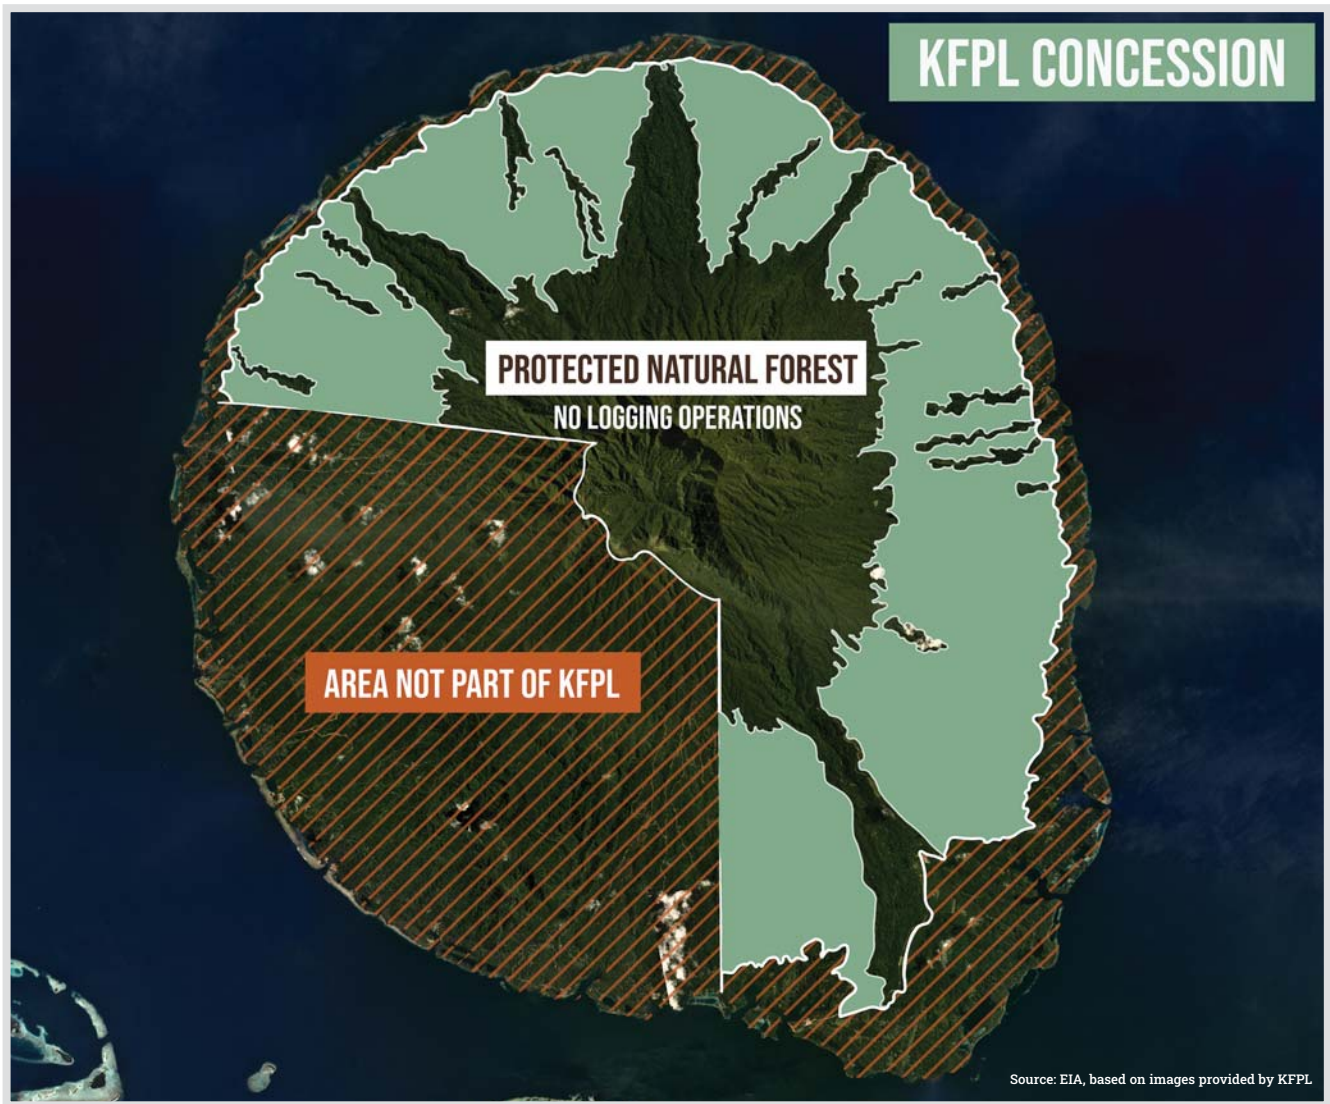 KFPL CONCESSION
PROTECTED NATURAL FOREST
NO LOGGING OPERATIONS
AREA NOT PART OF KFPL
Source: EIA, based on images provided by KFPL